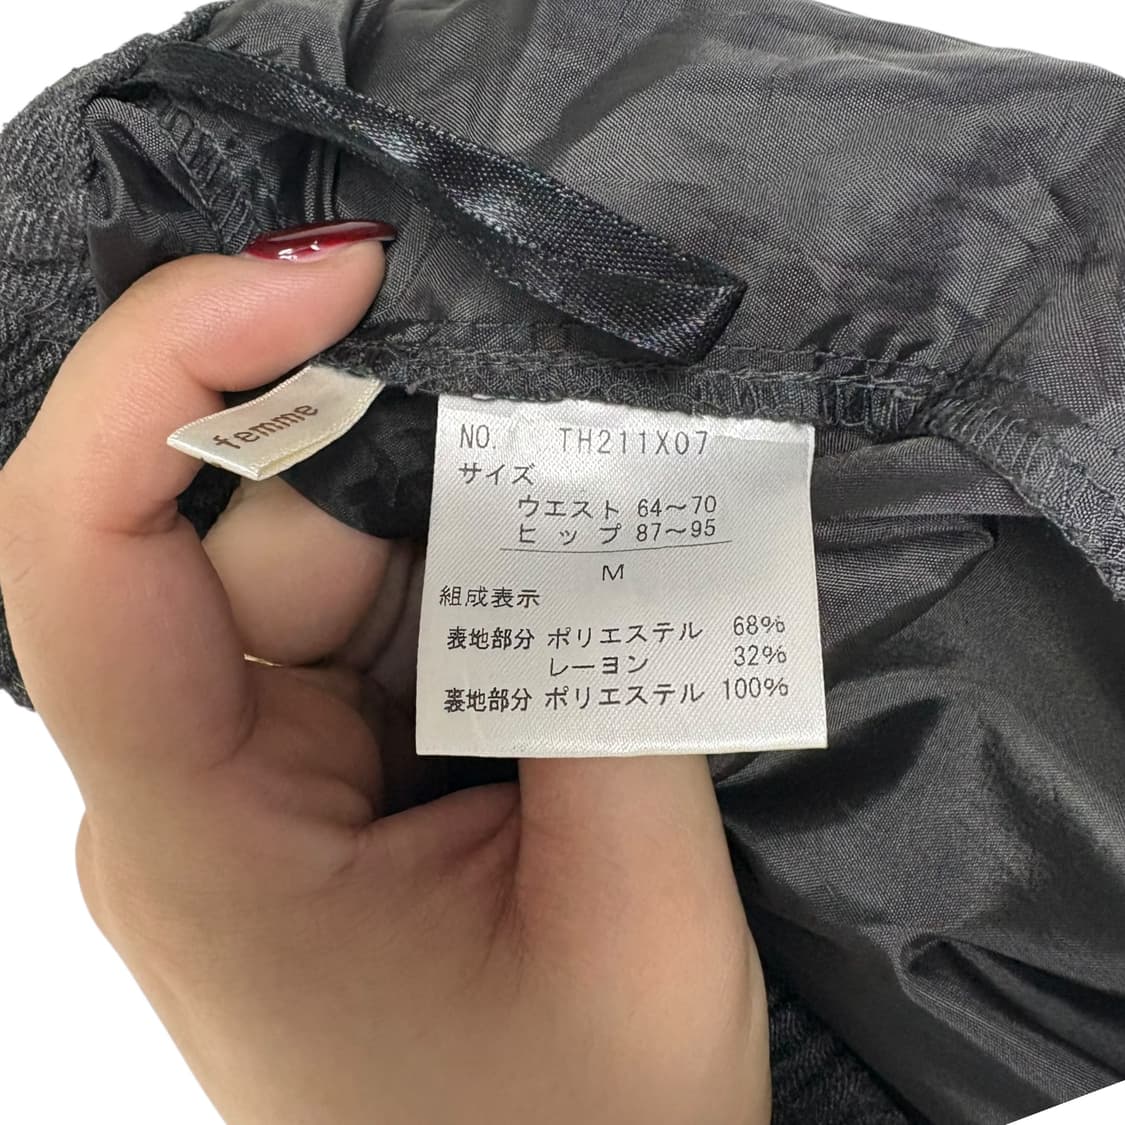 femme
NO. TH211X07
サイズ
ウエスト 64～70
ヒップ 87～95
M
組成表示
表地部分 ポリエステル 68%
レーヨン 32%
裏地部分 ポリエステル 100%